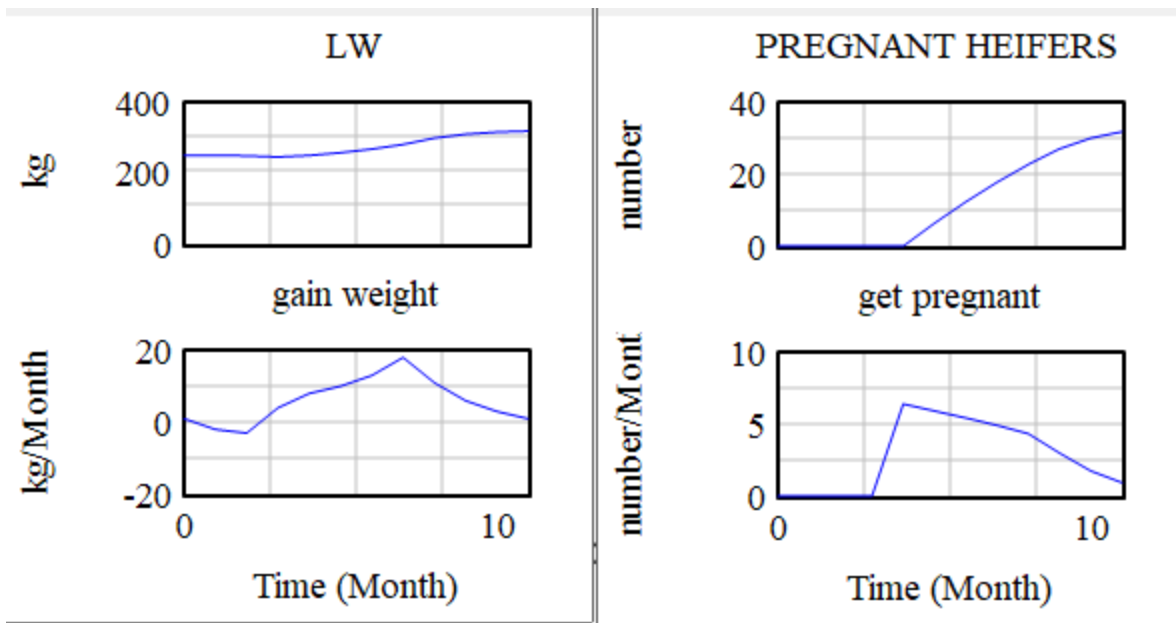 LW
400
200
0
kg
gain weight
20
0
-20
kg/Month
0 10
Time (Month)
PREGNANT HEIFERS
40
20
0
number
get pregnant
10
5
0
number/Mont
0 10
Time (Month)